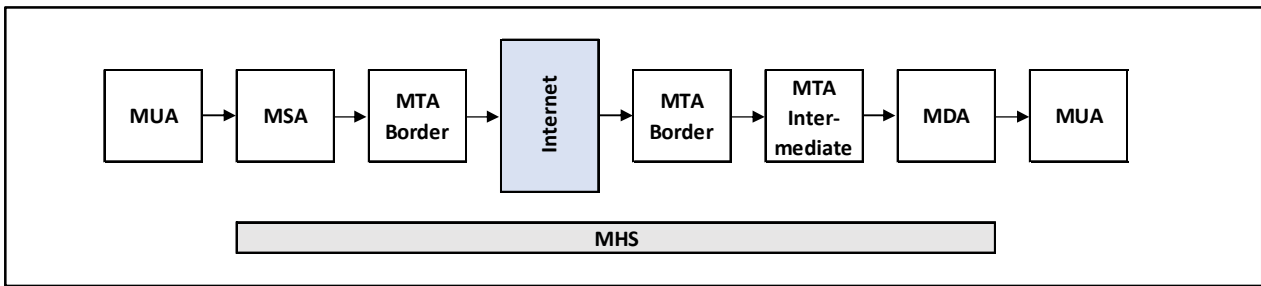 MUA
MSA
MTA
Border
Internet
MTA
Border
MTA
Inter-
mediate
MDA
MUA
MHS